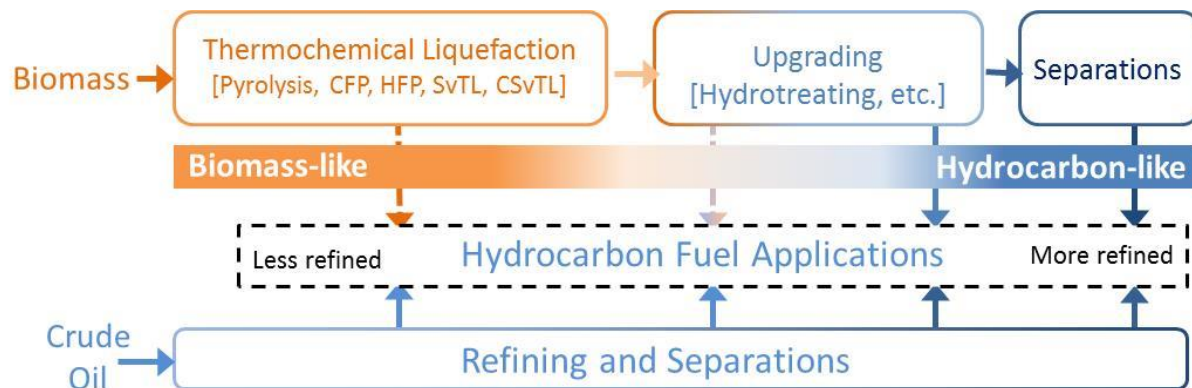 Biomass
Thermochemical Liquefaction
[Pyrolysis, CFP, HFP, SvTL, CSvTL]
Upgrading
[Hydrotreating, etc.]
Separations
Biomass-like
Hydrocarbon-like
Less refined
Hydrocarbon Fuel Applications
More refined
Crude
Oil
Refining and Separations